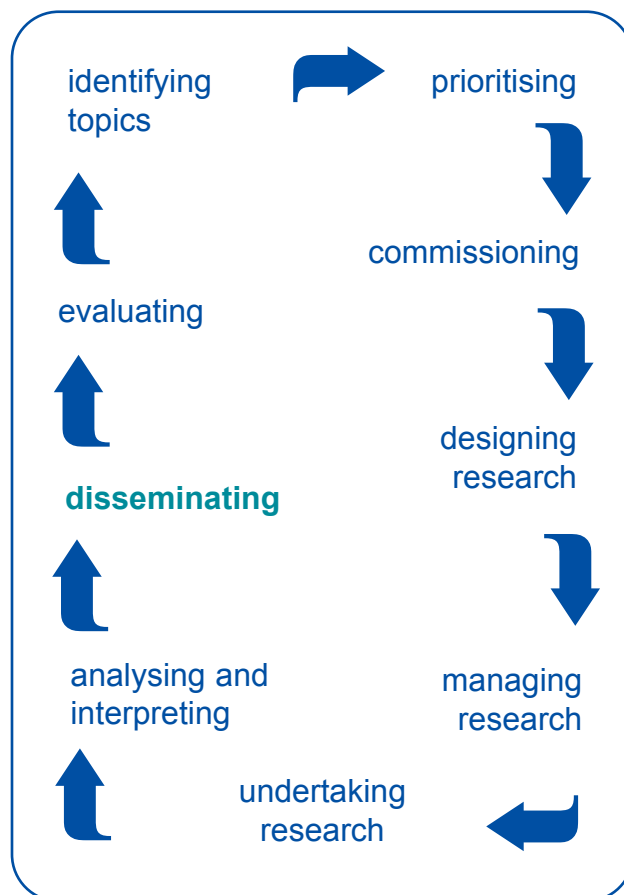 identifying
topics
prioritising
commissioning
designing
research
managing
research
undertaking
research
analysing and
interpreting
disseminating
evaluating